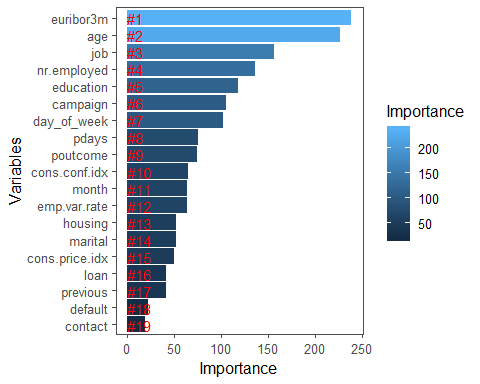 euribor3m #1
age #2
job #3
nr.employed #4
education #5
campaign #6
day_of_week #7
pdays #8
poutcome #9
cons.conf.idx #10
month #11
emp.var.rate #12
housing #13
marital #14
cons.price.idx #15
loan #16
previous #17
default #18
contact #19
0 50 100 150 200 250
Importance
Variables
Importance
200
150
100
50